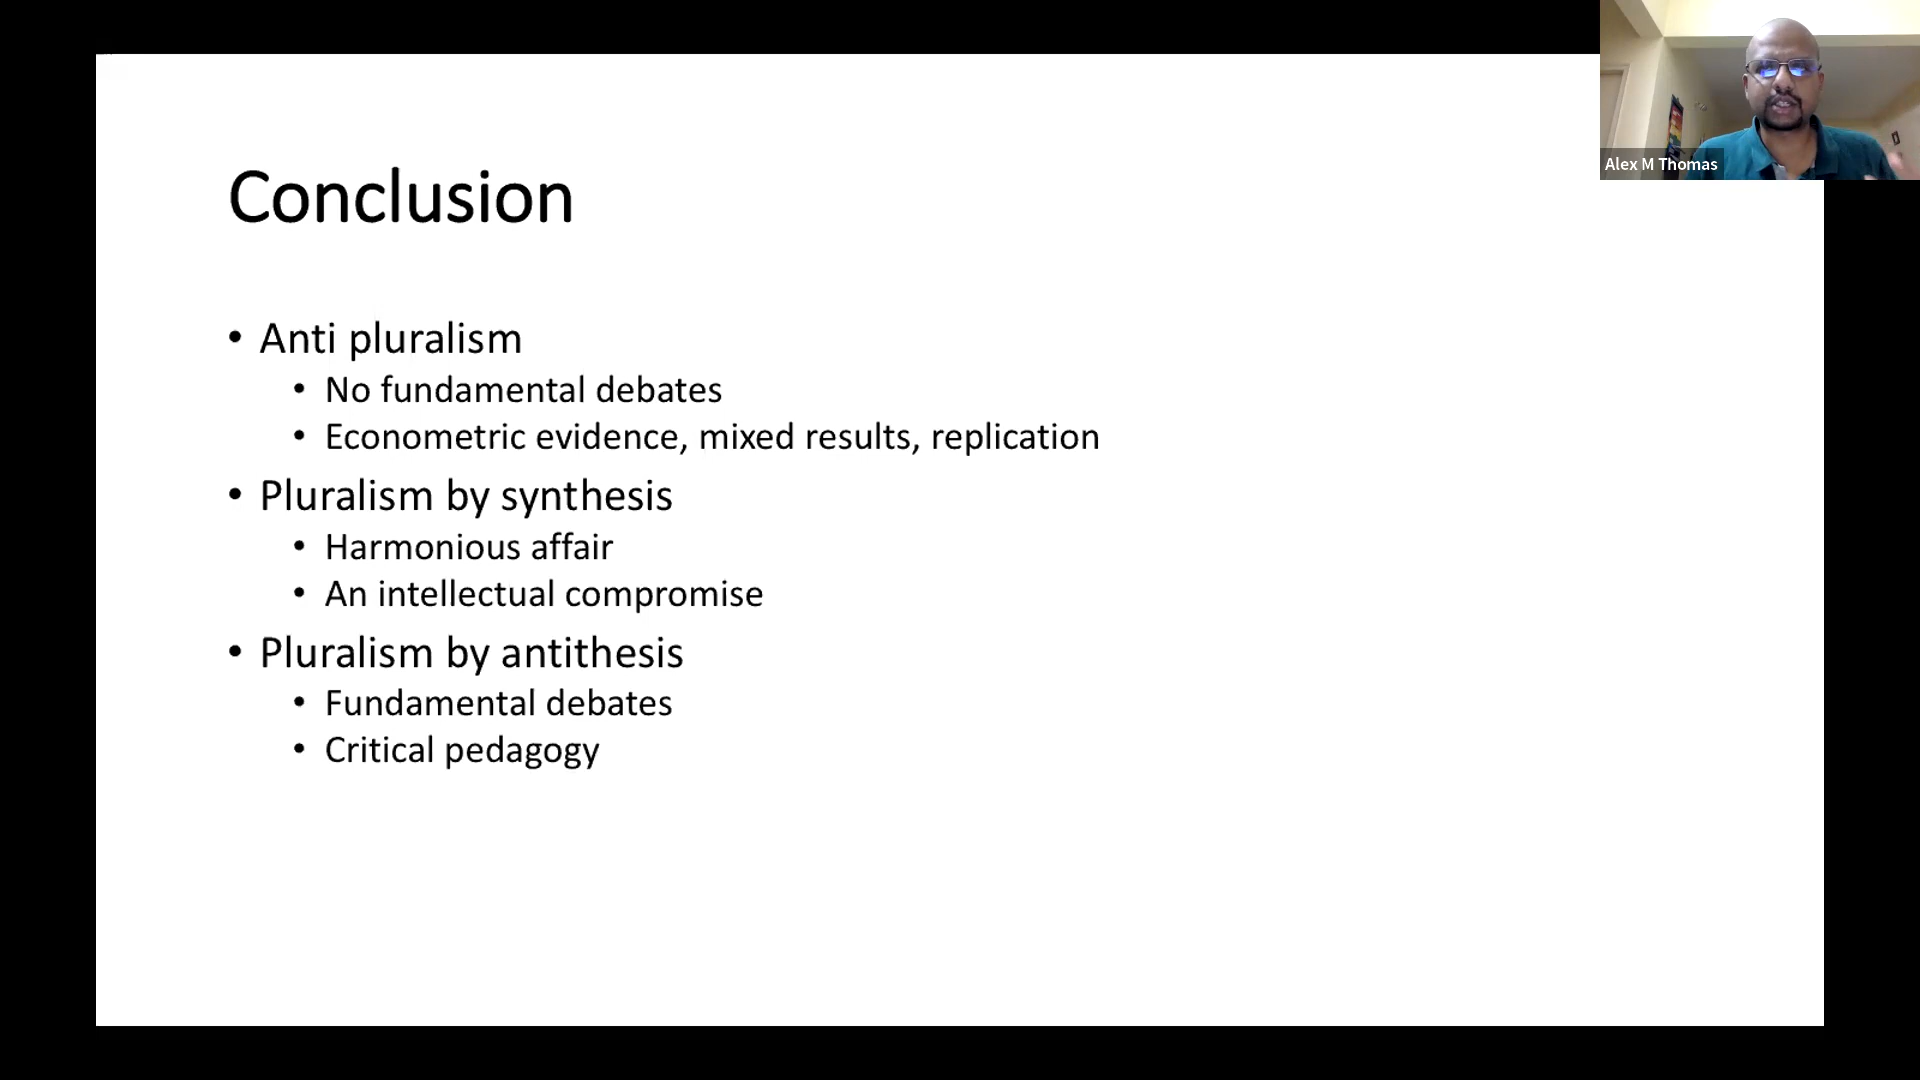 Alex M Thomas
Conclusion
• Anti pluralism
• No fundamental debates
• Econometric evidence, mixed results, replication
• Pluralism by synthesis
• Harmonious affair
• An intellectual compromise
• Pluralism by antithesis
• Fundamental debates
• Critical pedagogy